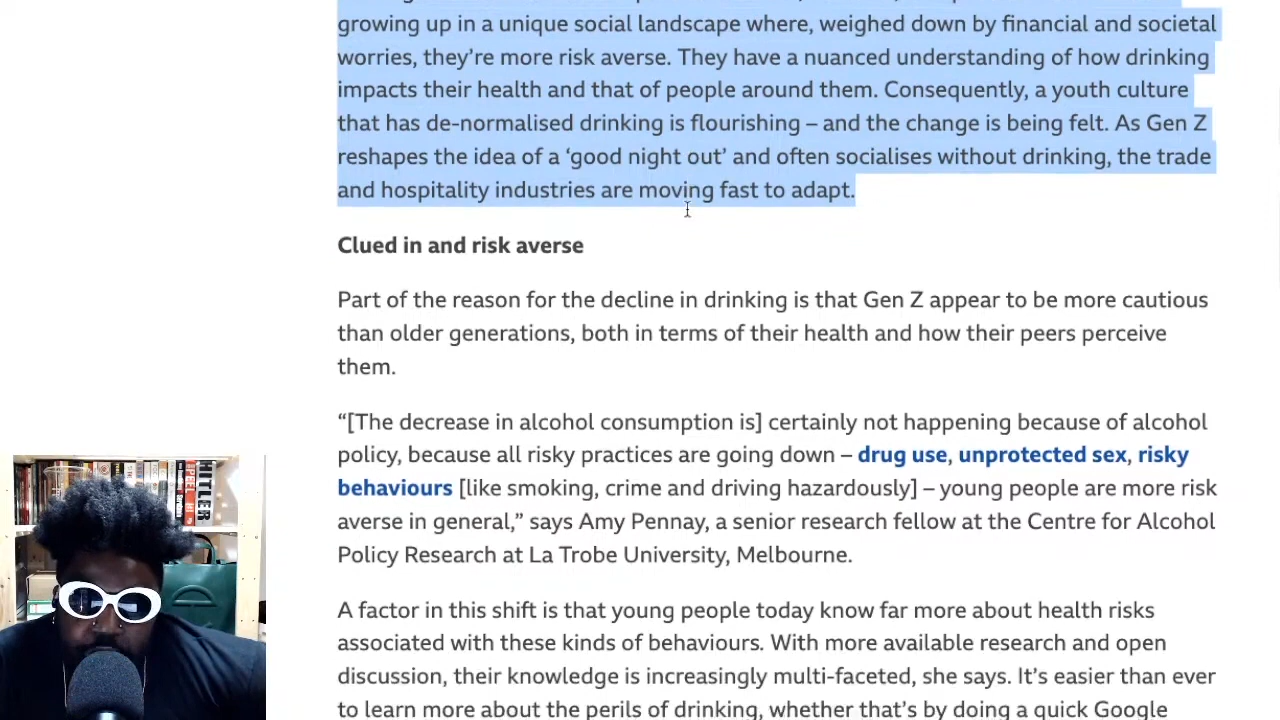 growing up in a unique social landscape where, weighed down by financial and societal
worries, they’re more risk averse. They have a nuanced understanding of how drinking
impacts their health and that of people around them. Consequently, a youth culture
that has de-normalised drinking is flourishing – and the change is being felt. As Gen Z
reshapes the idea of a ‘good night out’ and often socialises without drinking, the trade
and hospitality industries are moving fast to adapt.
Clued in and risk averse
Part of the reason for the decline in drinking is that Gen Z appear to be more cautious
than older generations, both in terms of their health and how their peers perceive
them.
“[The decrease in alcohol consumption is] certainly not happening because of alcohol
policy, because all risky practices are going down – drug use, unprotected sex, risky
behaviours [like smoking, crime and driving hazardously] – young people are more risk
averse in general,” says Amy Pennay, a senior research fellow at the Centre for Alcohol
Policy Research at La Trobe University, Melbourne.
A factor in this shift is that young people today know far more about health risks
associated with these kinds of behaviours. With more available research and open
discussion, their knowledge is increasingly multi-faceted, she says. It’s easier than ever
to learn more about the perils of drinking, whether that’s by doing a quick Google
HITLER